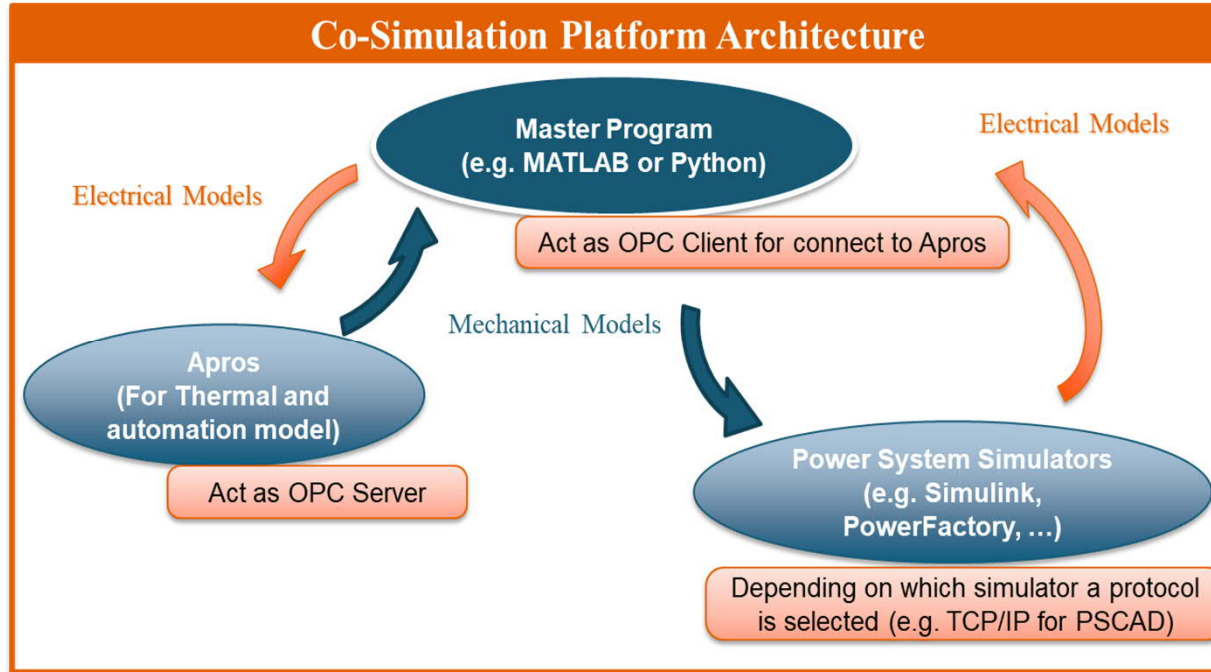 Co-Simulation Platform Architecture
Master Program
(e.g. MATLAB or Python)
Electrical Models
Electrical Models
Act as OPC Client for connect to Apros
Mechanical Models
Apros
(For Thermal and
automation model)
Act as OPC Server
Power System Simulators
(e.g. Simulink,
PowerFactory, …)
Depending on which simulator a protocol
is selected (e.g. TCP/IP for PSCAD)